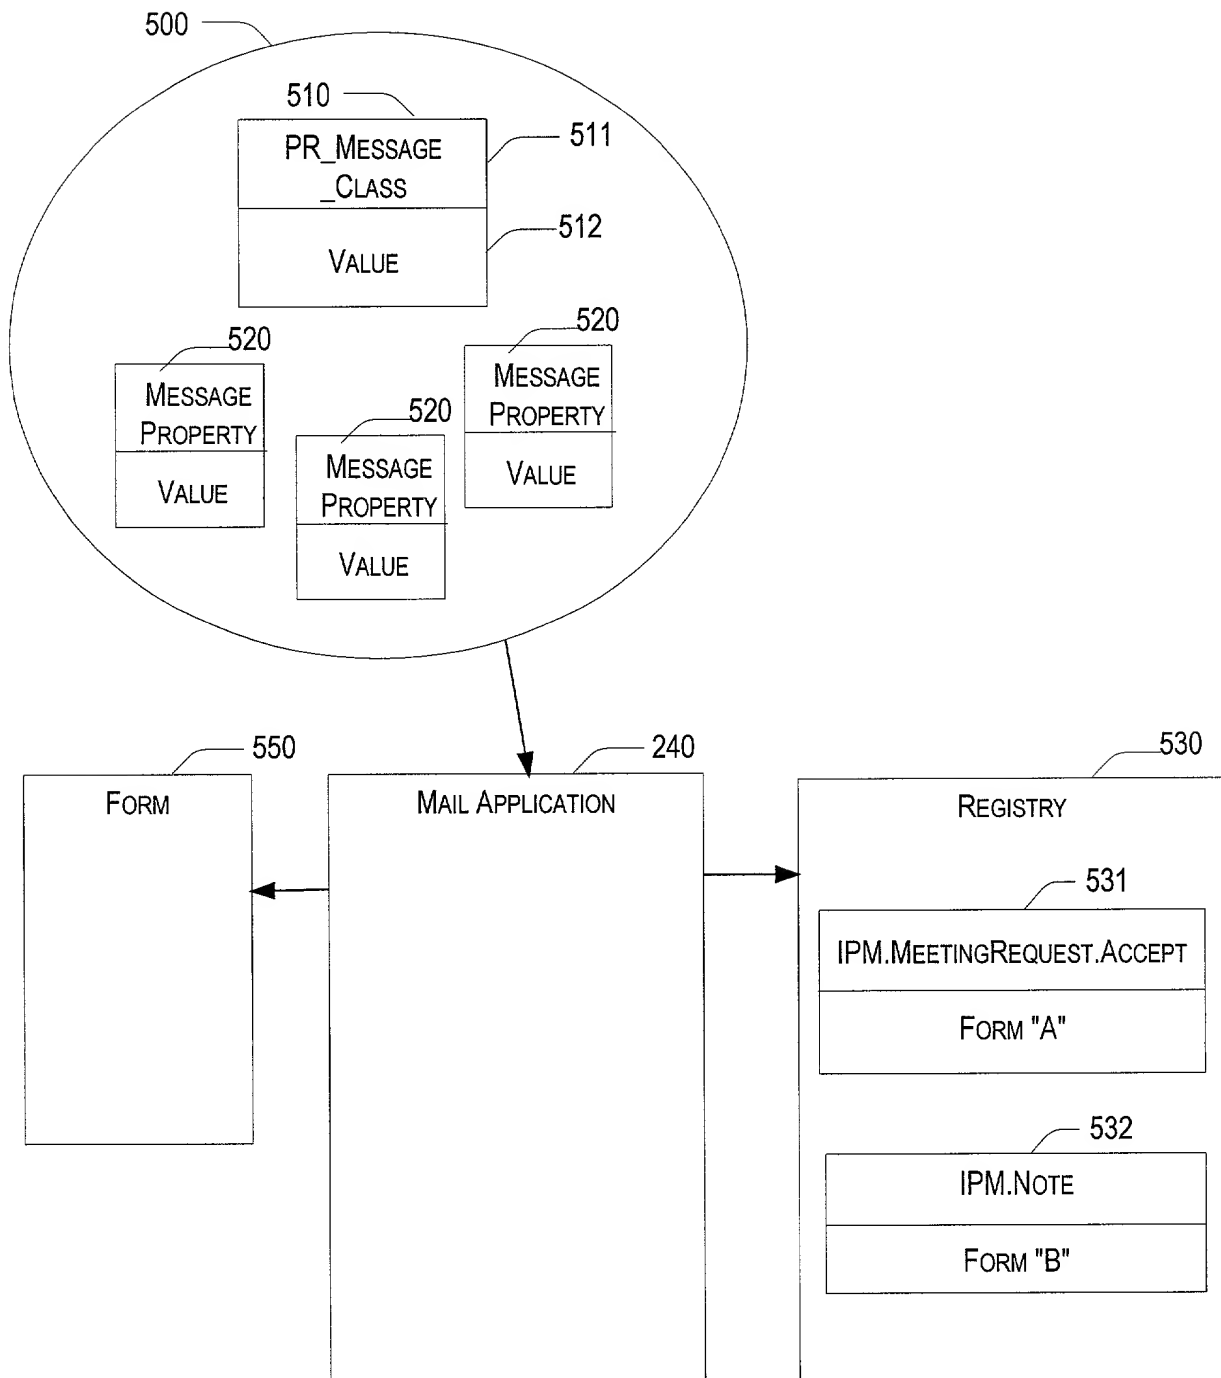 500
510
PR_MESSAGE
_CLASS
511
VALUE
512
520
MESSAGE
PROPERTY
VALUE
520
MESSAGE
PROPERTY
VALUE
520
MESSAGE
PROPERTY
VALUE
550
FORM
240
MAIL APPLICATION
530
REGISTRY
531
IPM.MEETINGREQUEST.ACCEPT
FORM "A"
532
IPM.NOTE
FORM "B"